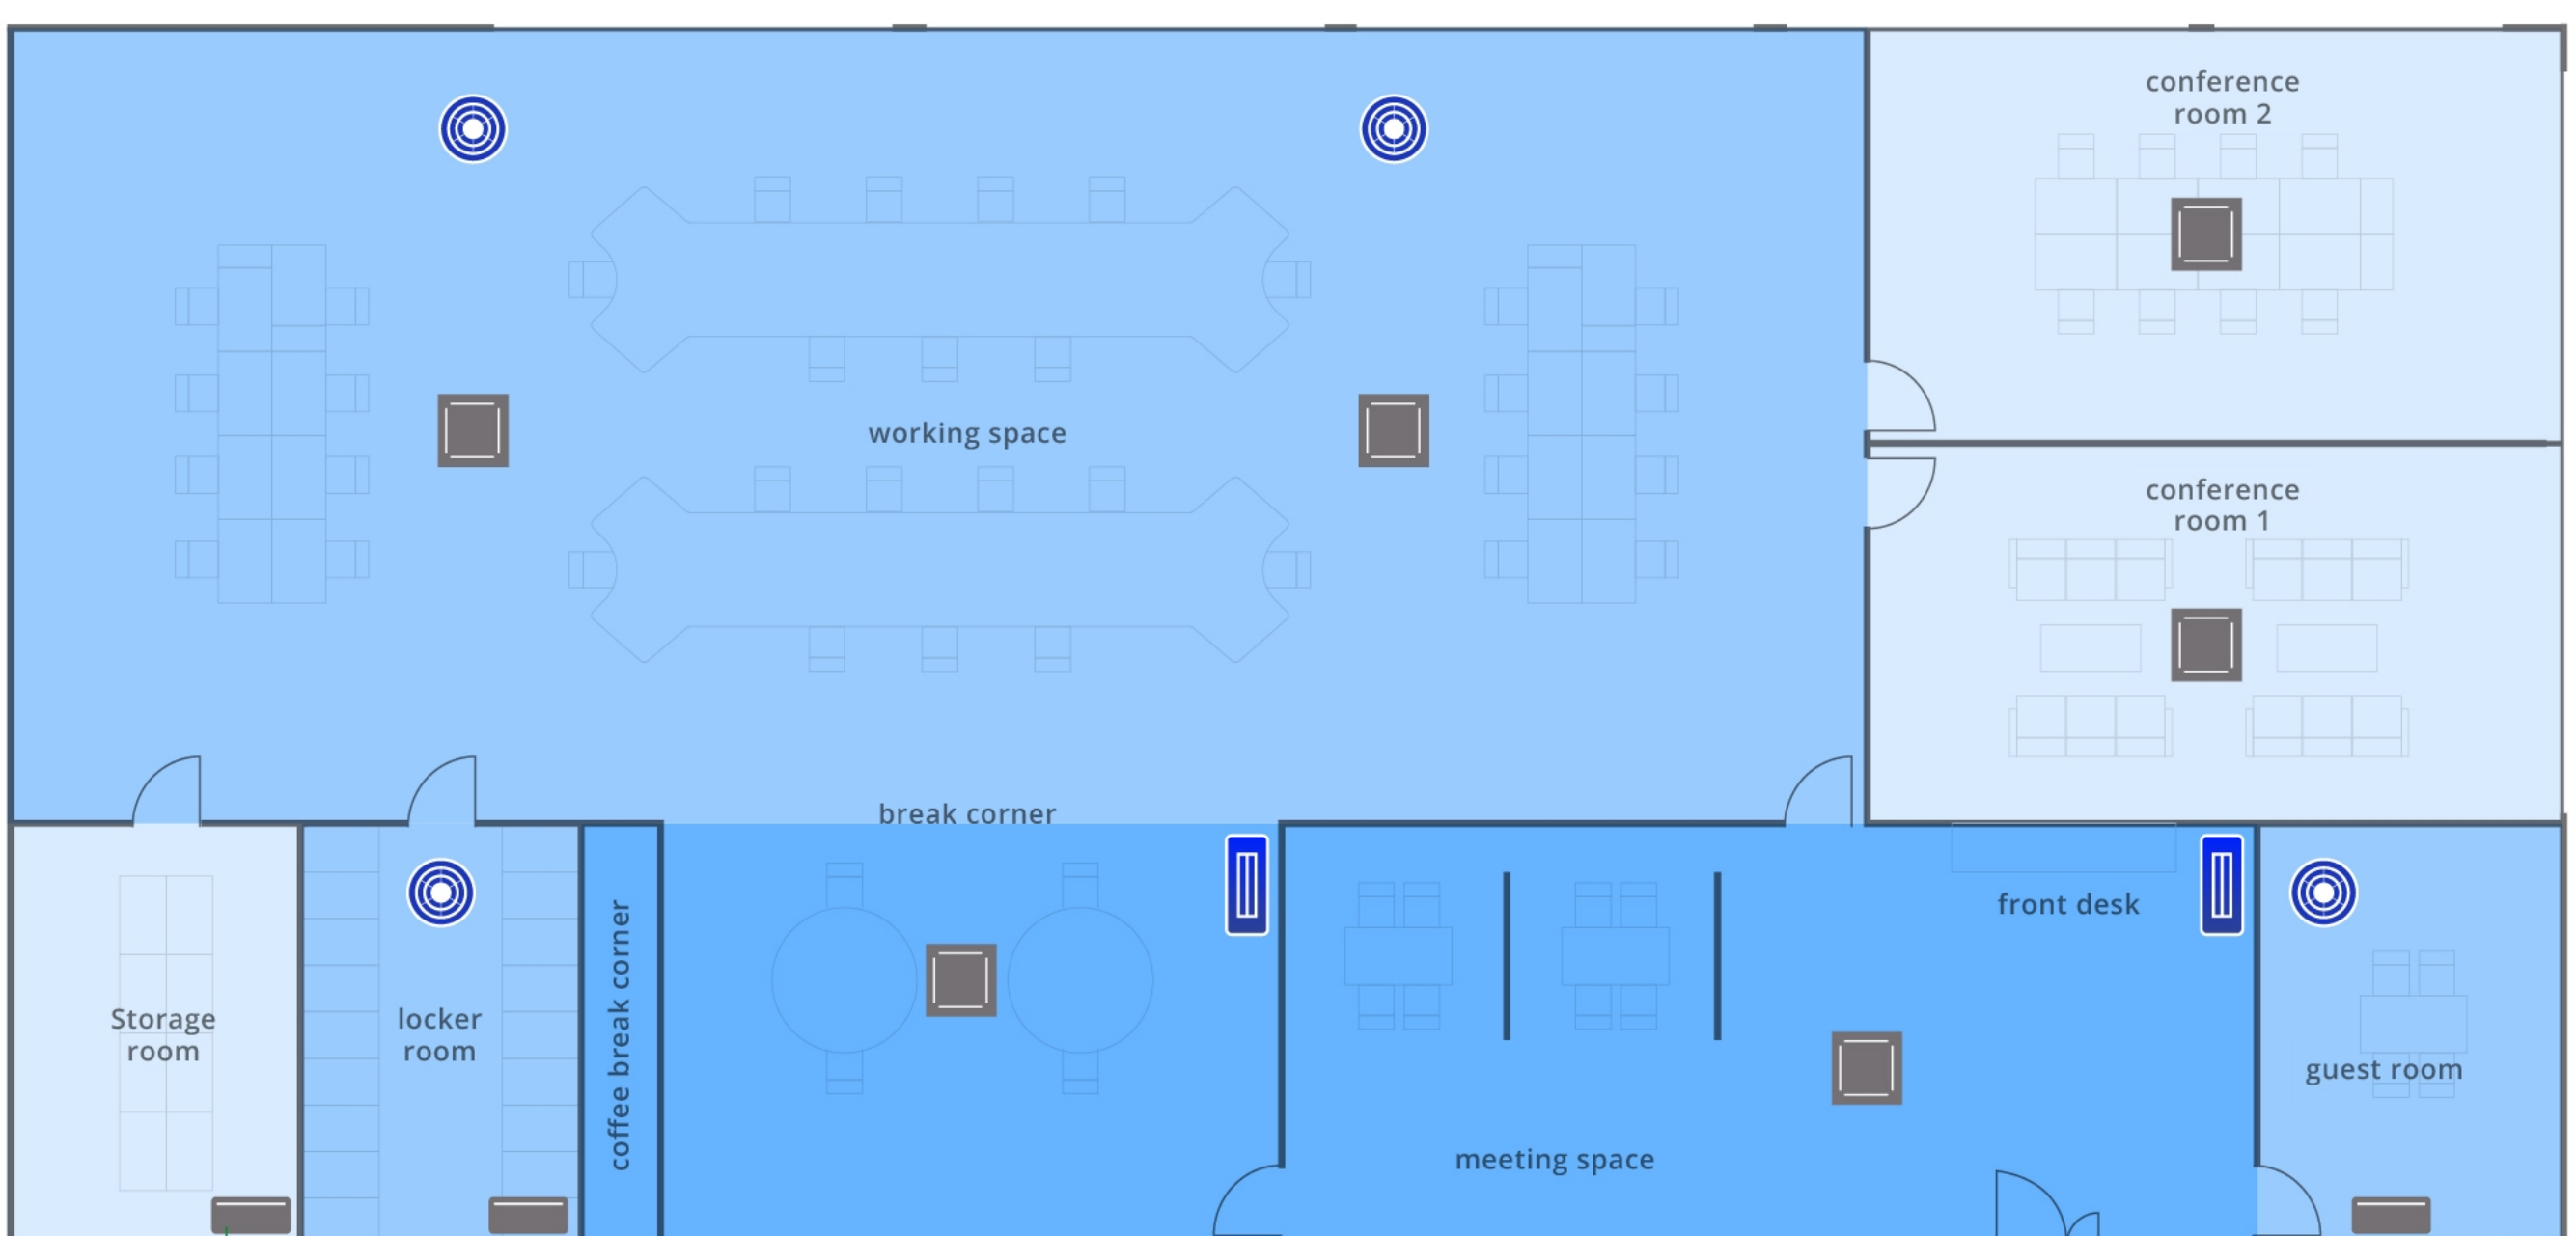 conference
room 2
working space
conference
room 1
break corner
front desk
coffee break corner
Storage
room
locker
room
guest room
meeting space